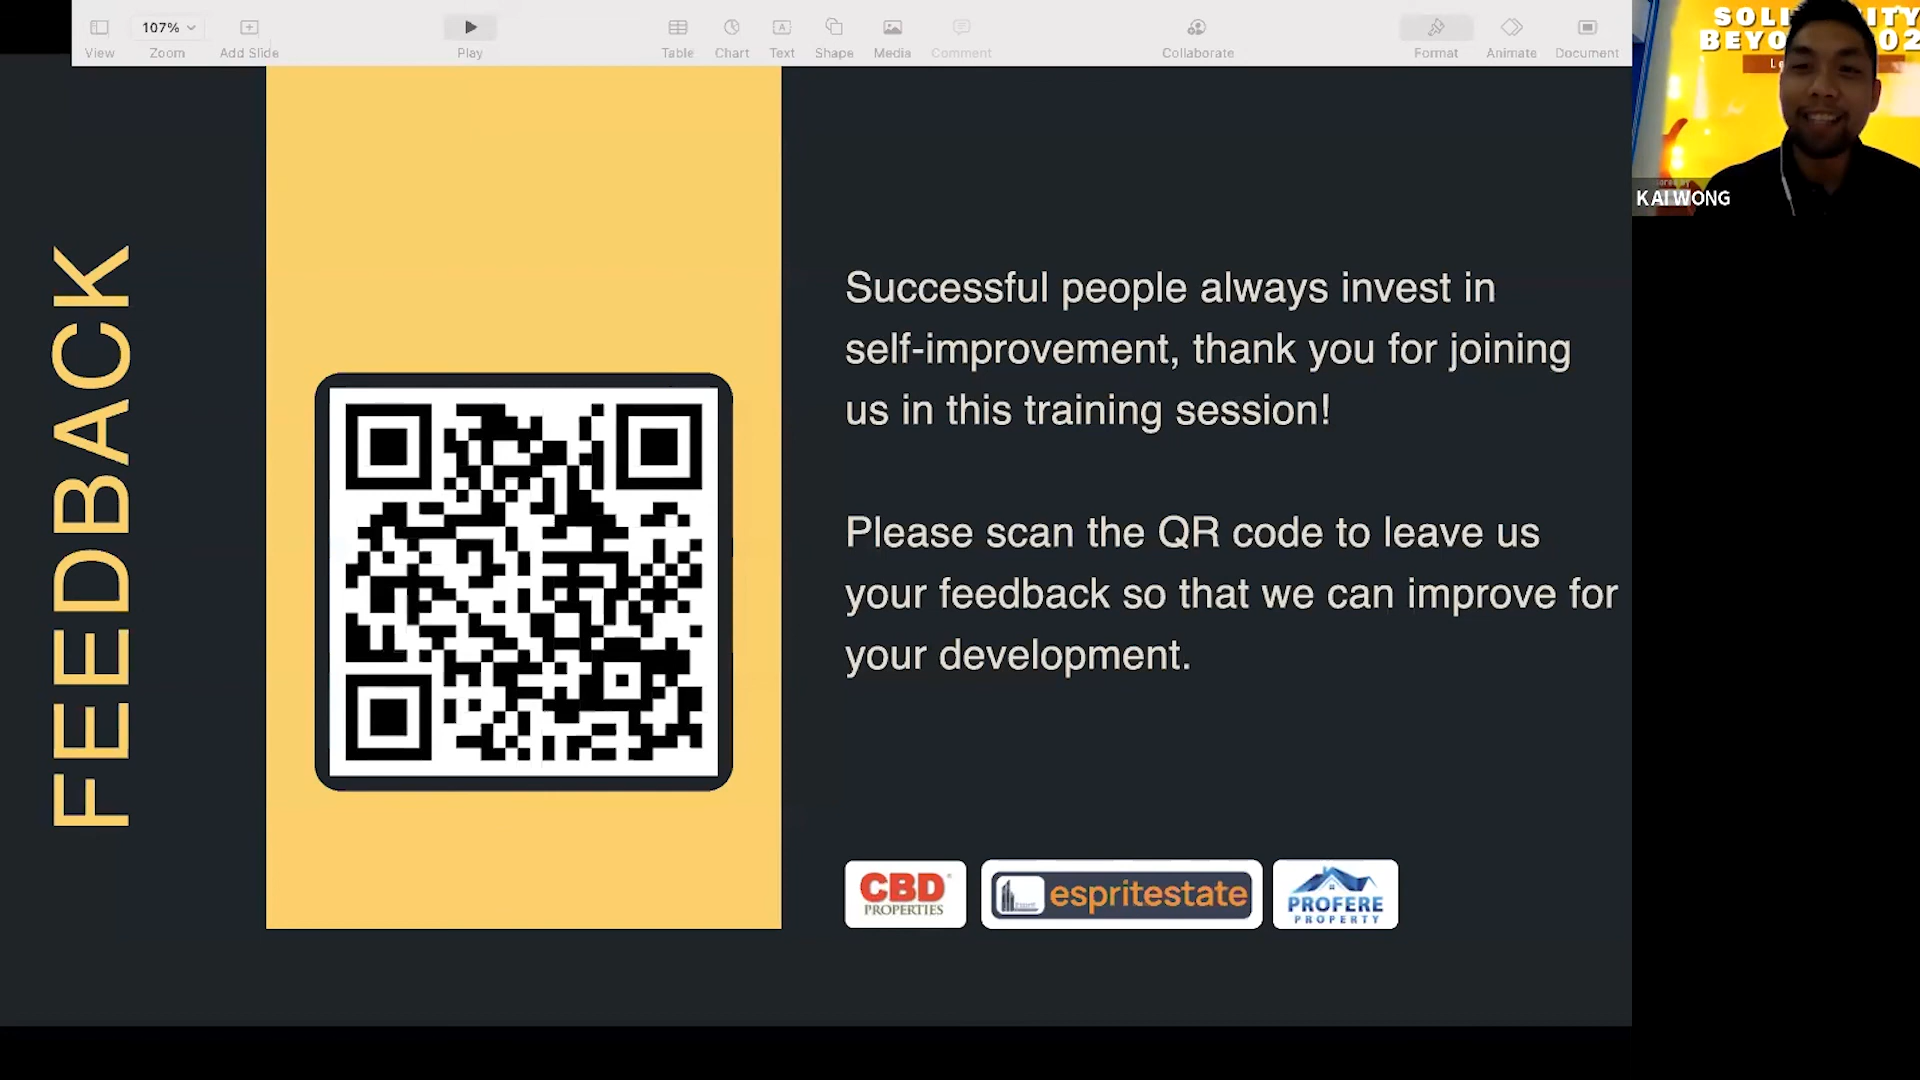 107%
View
Zoom
Add Slide
Play
Table
Chart
Text
Shape
Media
Comment
Collaborate
Format
Animate
Document
KAI WONG
FEEDBACK
Successful people always invest in
self-improvement, thank you for joining
us in this training session!
Please scan the QR code to leave us
your feedback so that we can improve for
your development.
CBD
PROPERTIES
espritestate
PROFERE
PROPERTY